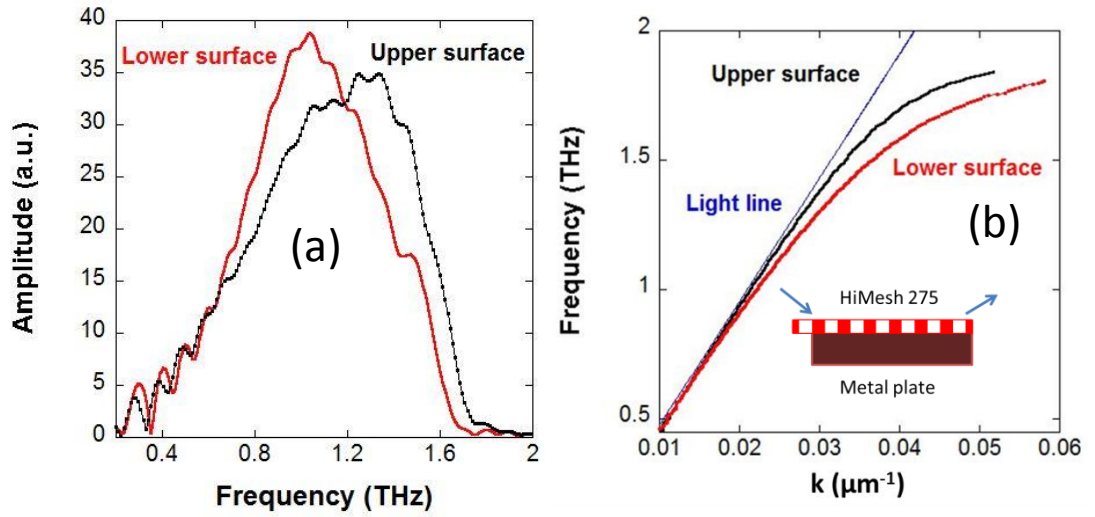 40
35
30
25
20
15
10
5
0
Amplitude (a.u.)
Lower surface
Upper surface
(a)
0.4 0.8 1.2 1.6 2
Frequency (THz)
2
1.5
1
0.5
Frequency (THz)
Upper surface
Lower surface
Light line
(b)
HiMesh 275
Metal plate
0.01 0.02 0.03 0.04 0.05 0.06
k (μm⁻¹)